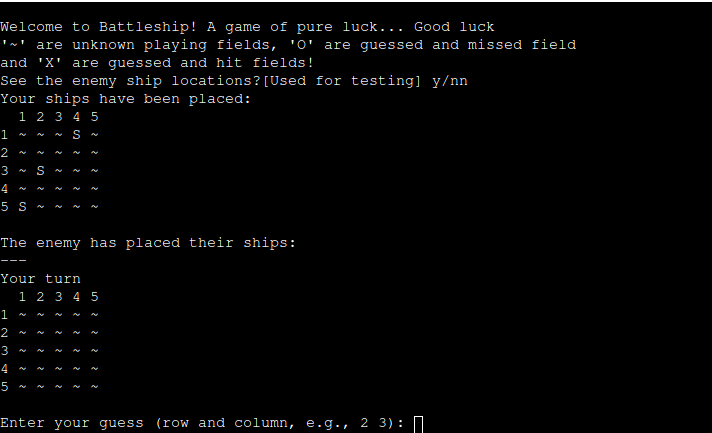 Welcome to Battleship! A game of pure luck... Good luck
'~' are unknown playing fields, 'O' are guessed and missed field
and 'X' are guessed and hit fields!
See the enemy ship locations?[Used for testing] y/nn
Your ships have been placed:
  1 2 3 4 5
1 ~ ~ ~ S ~
2 ~ ~ ~ ~ ~
3 ~ S ~ ~ ~
4 ~ ~ ~ ~ ~
5 S ~ ~ ~ ~

The enemy has placed their ships:
---
Your turn
  1 2 3 4 5
1 ~ ~ ~ ~ ~
2 ~ ~ ~ ~ ~
3 ~ ~ ~ ~ ~
4 ~ ~ ~ ~ ~
5 ~ ~ ~ ~ ~

Enter your guess (row and column, e.g., 2 3):